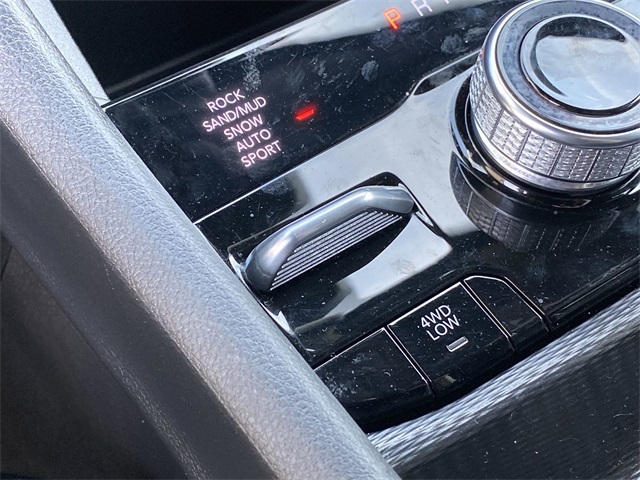 P R
ROCK
SAND/MUD
SNOW
AUTO
SPORT
4WD
LOW